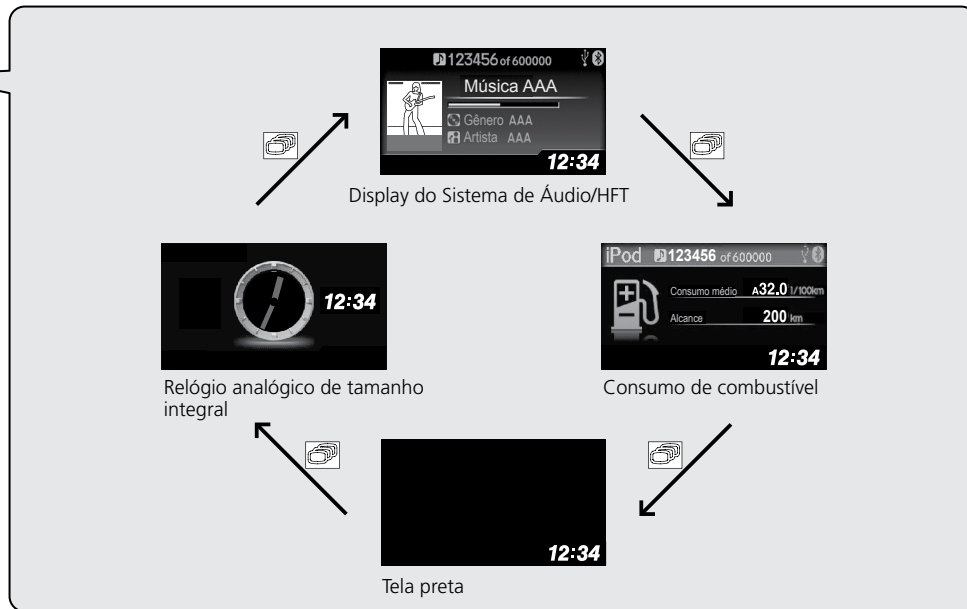 123456 of 600000
Música AAA
Gênero AAA
Artista AAA
12:34
Display do Sistema de Áudio/HFT
12:34
Relógio analógico de tamanho
integral
iPod 123456 of 600000
Consumo médio A32.0 l/100km
Alcance 200 km
12:34
Consumo de combustível
12:34
Tela preta